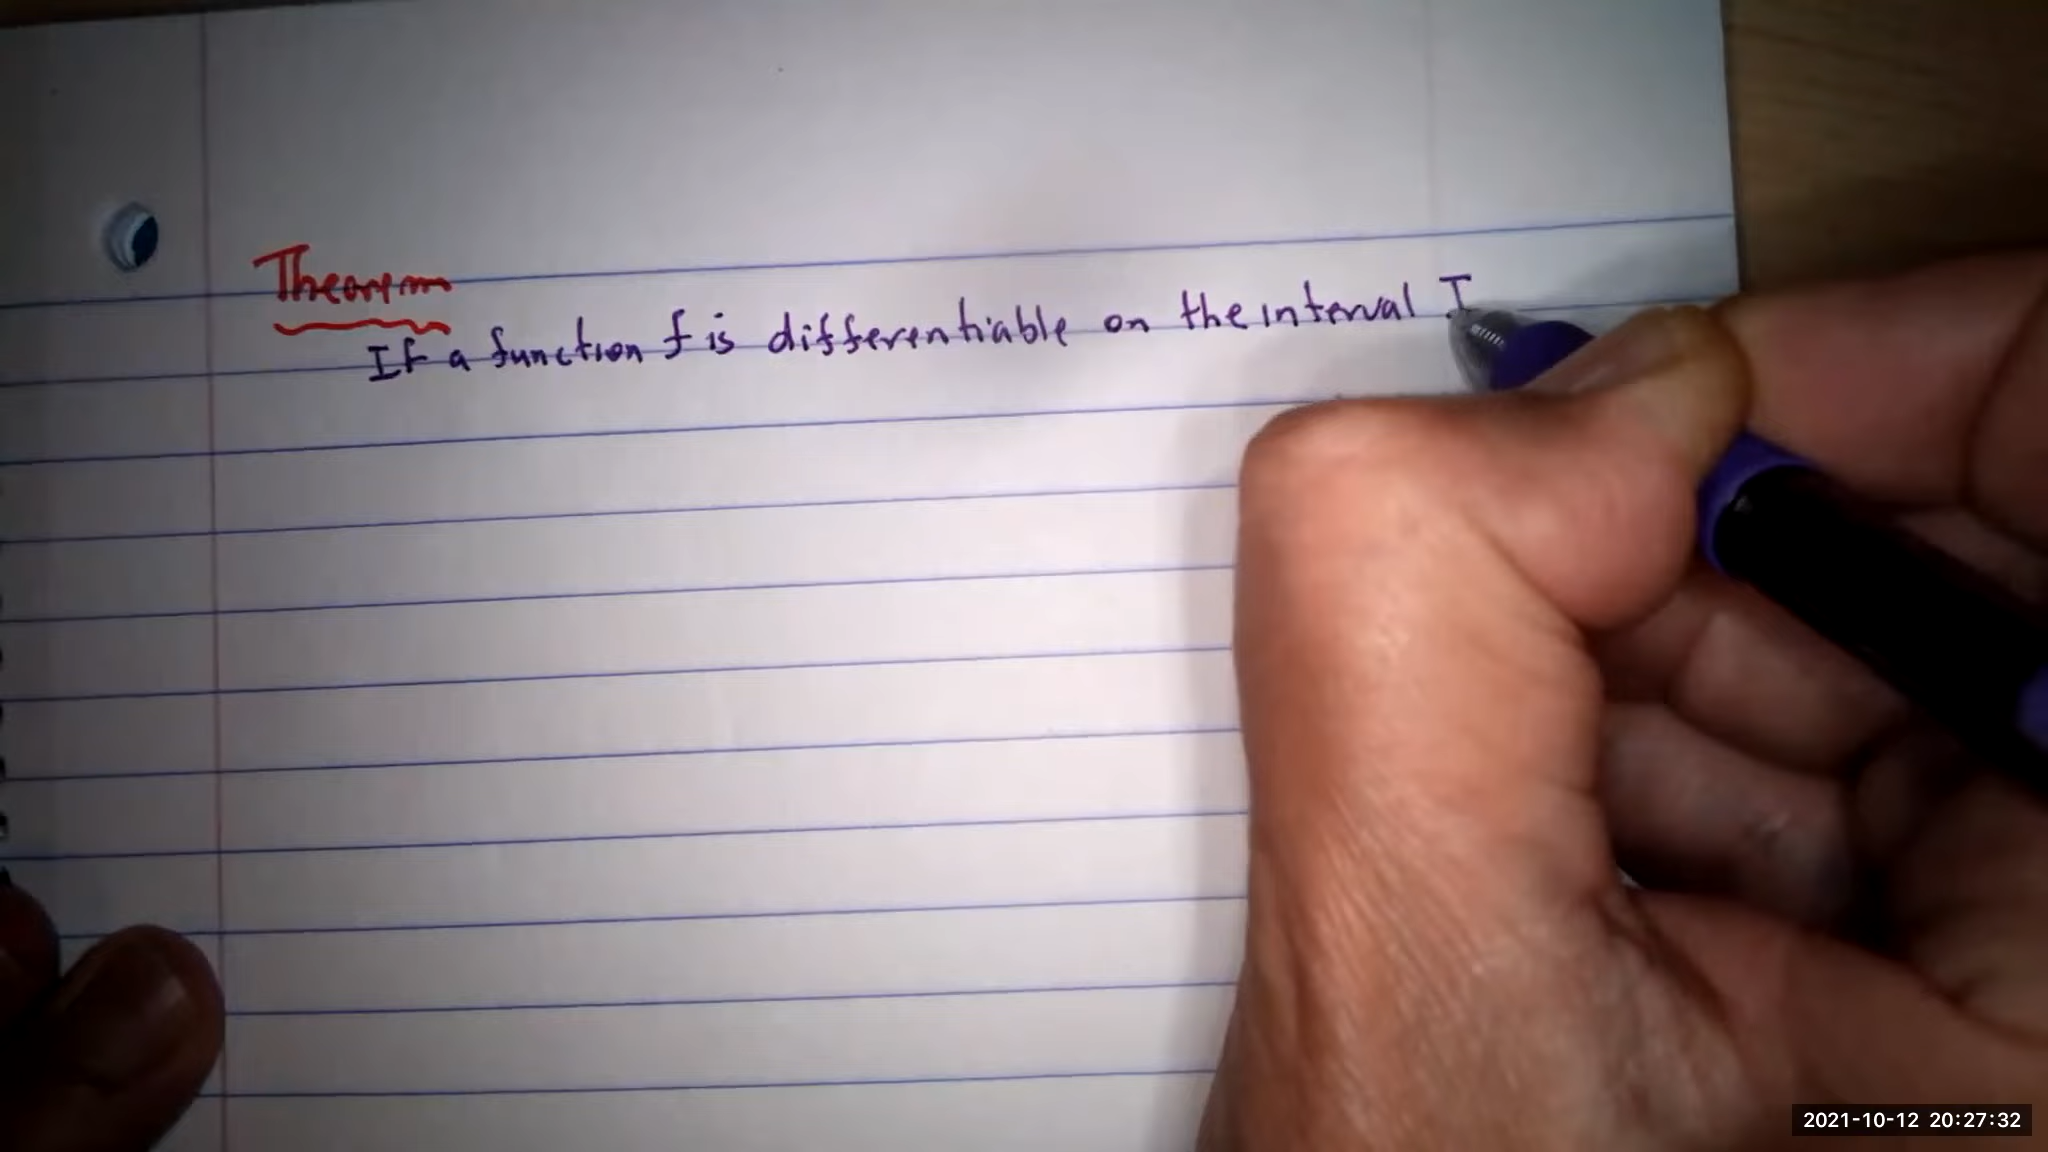 Theorem
If a function f is differentiable on the interval I
2021-10-12 20:27:32